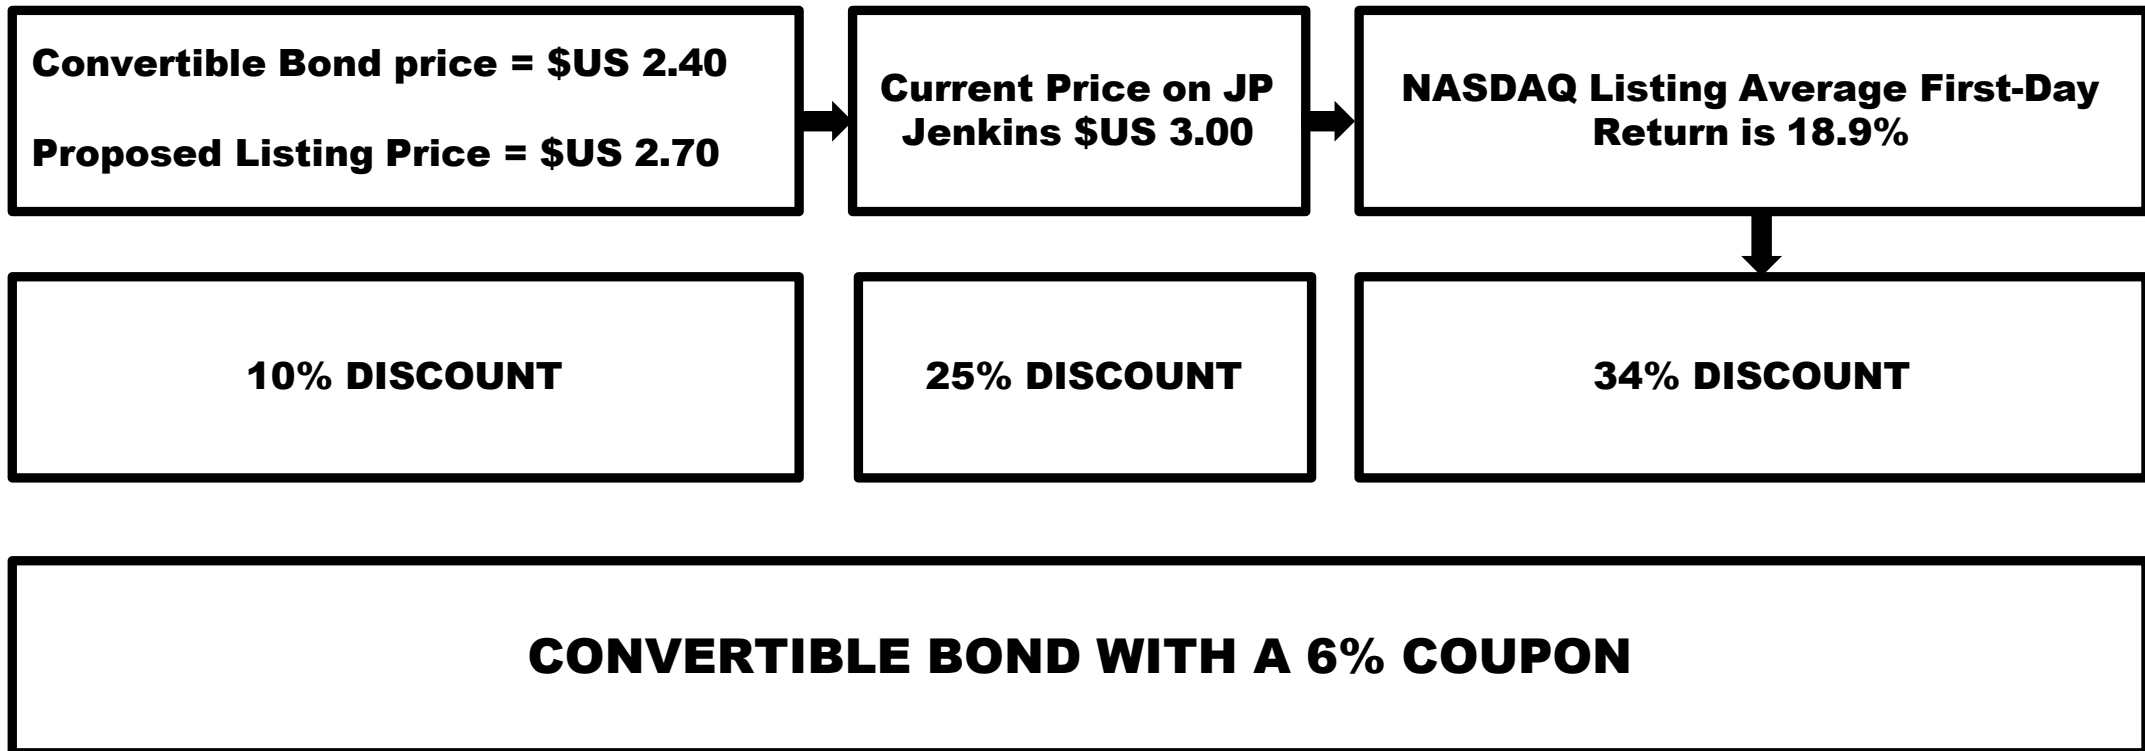 Convertible Bond price = $US 2.40
Proposed Listing Price = $US 2.70
Current Price on JP
Jenkins $US 3.00
NASDAQ Listing Average First-Day
Return is 18.9%
10% DISCOUNT
25% DISCOUNT
34% DISCOUNT
CONVERTIBLE BOND WITH A 6% COUPON